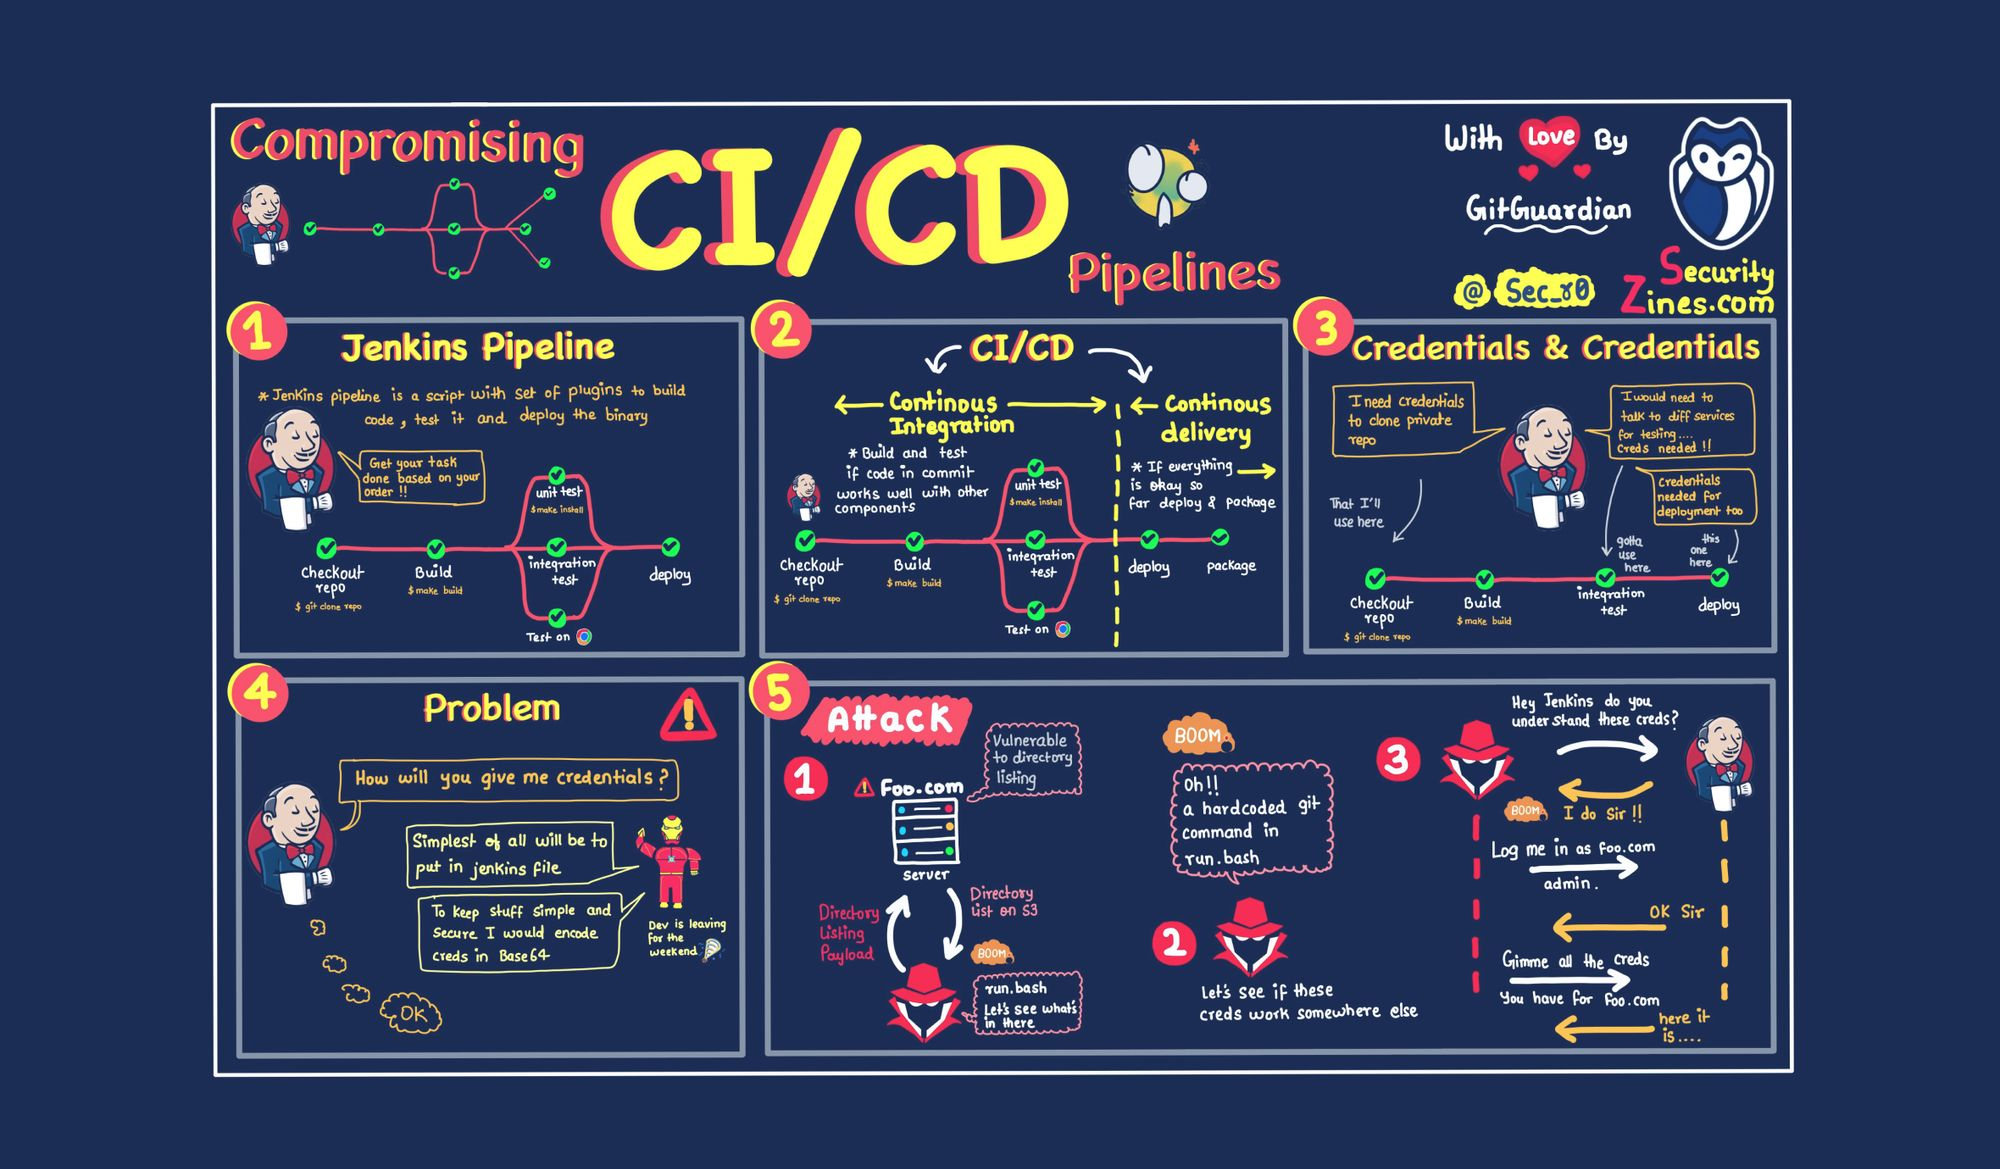 Compromising
CI/CD
Pipelines
With Love By
GitGuardian
@ Sec_r0
Security
Zines.com
1
Jenkins Pipeline
* Jenkins pipeline is a script with set of plugins to build
code, test it and deploy the binary
Get your task
done based on your
order !!
unit test
$ make install
Checkout
repo
$ git clone repo
Build
$ make build
integration
test
deploy
Test on
2
CI/CD
Continous
Integration
Continous
delivery
* Build and test
if code in commit
works well with other
components
* If everything
is okay so
far deploy & package
unit test
$ make install
Checkout
repo
$ git clone repo
Build
$ make build
integration
test
deploy
package
Test on
3
Credentials & Credentials
I need credentials
to clone private
repo
I would need to
talk to diff services
for testing....
Creds needed !!
Credentials
needed for
deployment too
That I'll
use here
gotta
use
here
this
one
here
Checkout
repo
$ git clone repo
Build
$ make build
integration
test
deploy
4
Problem
!
How will you give me credentials?
Simplest of all will be to
put in jenkins file
To keep stuff simple and
secure I would encode
creds in Base64
Dev is leaving
for the
weekend
OK
5
Attack
1
Vulnerable
to directory
listing
Foo.com
server
Directory
Listing
Payload
Directory
list on S3
BOOM
run.bash
Let's see what's
in there
BOOM
Oh!!
a hardcoded git
command in
run.bash
2
Let's see if these
creds work somewhere else
3
Hey Jenkins do you
understand these creds?
BOOM
I do Sir !!
Log me in as foo.com
admin.
OK Sir
Gimme all the creds
you have for foo.com
here it
is....